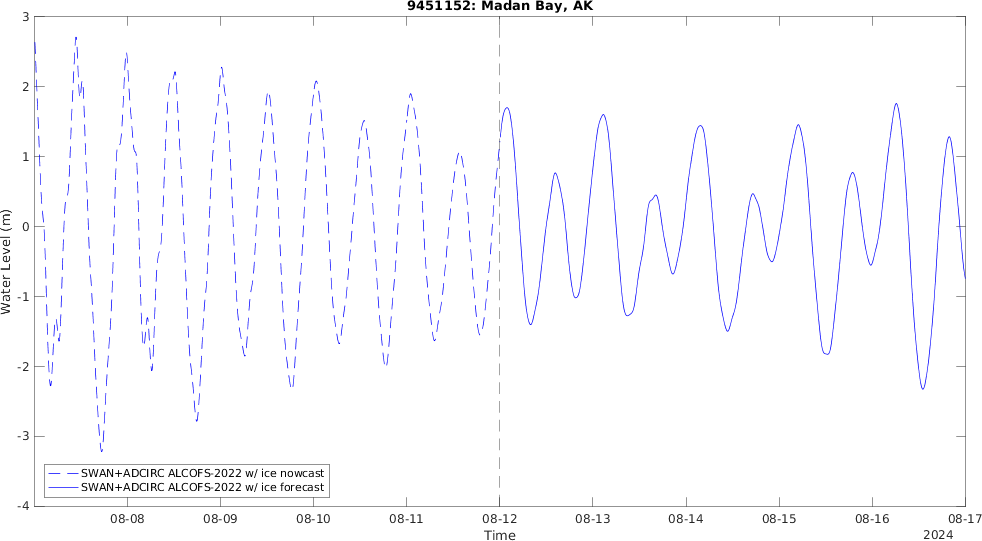 9451152: Madan Bay, AK
3
2
1
0
-1
-2
-3
-4
Water Level (m)
SWAN+ADCIRC ALCOFS-2022 w/ ice nowcast
SWAN+ADCIRC ALCOFS-2022 w/ ice forecast
08-08 08-09 08-10 08-11 08-12 08-13 08-14 08-15 08-16 08-17
Time
2024